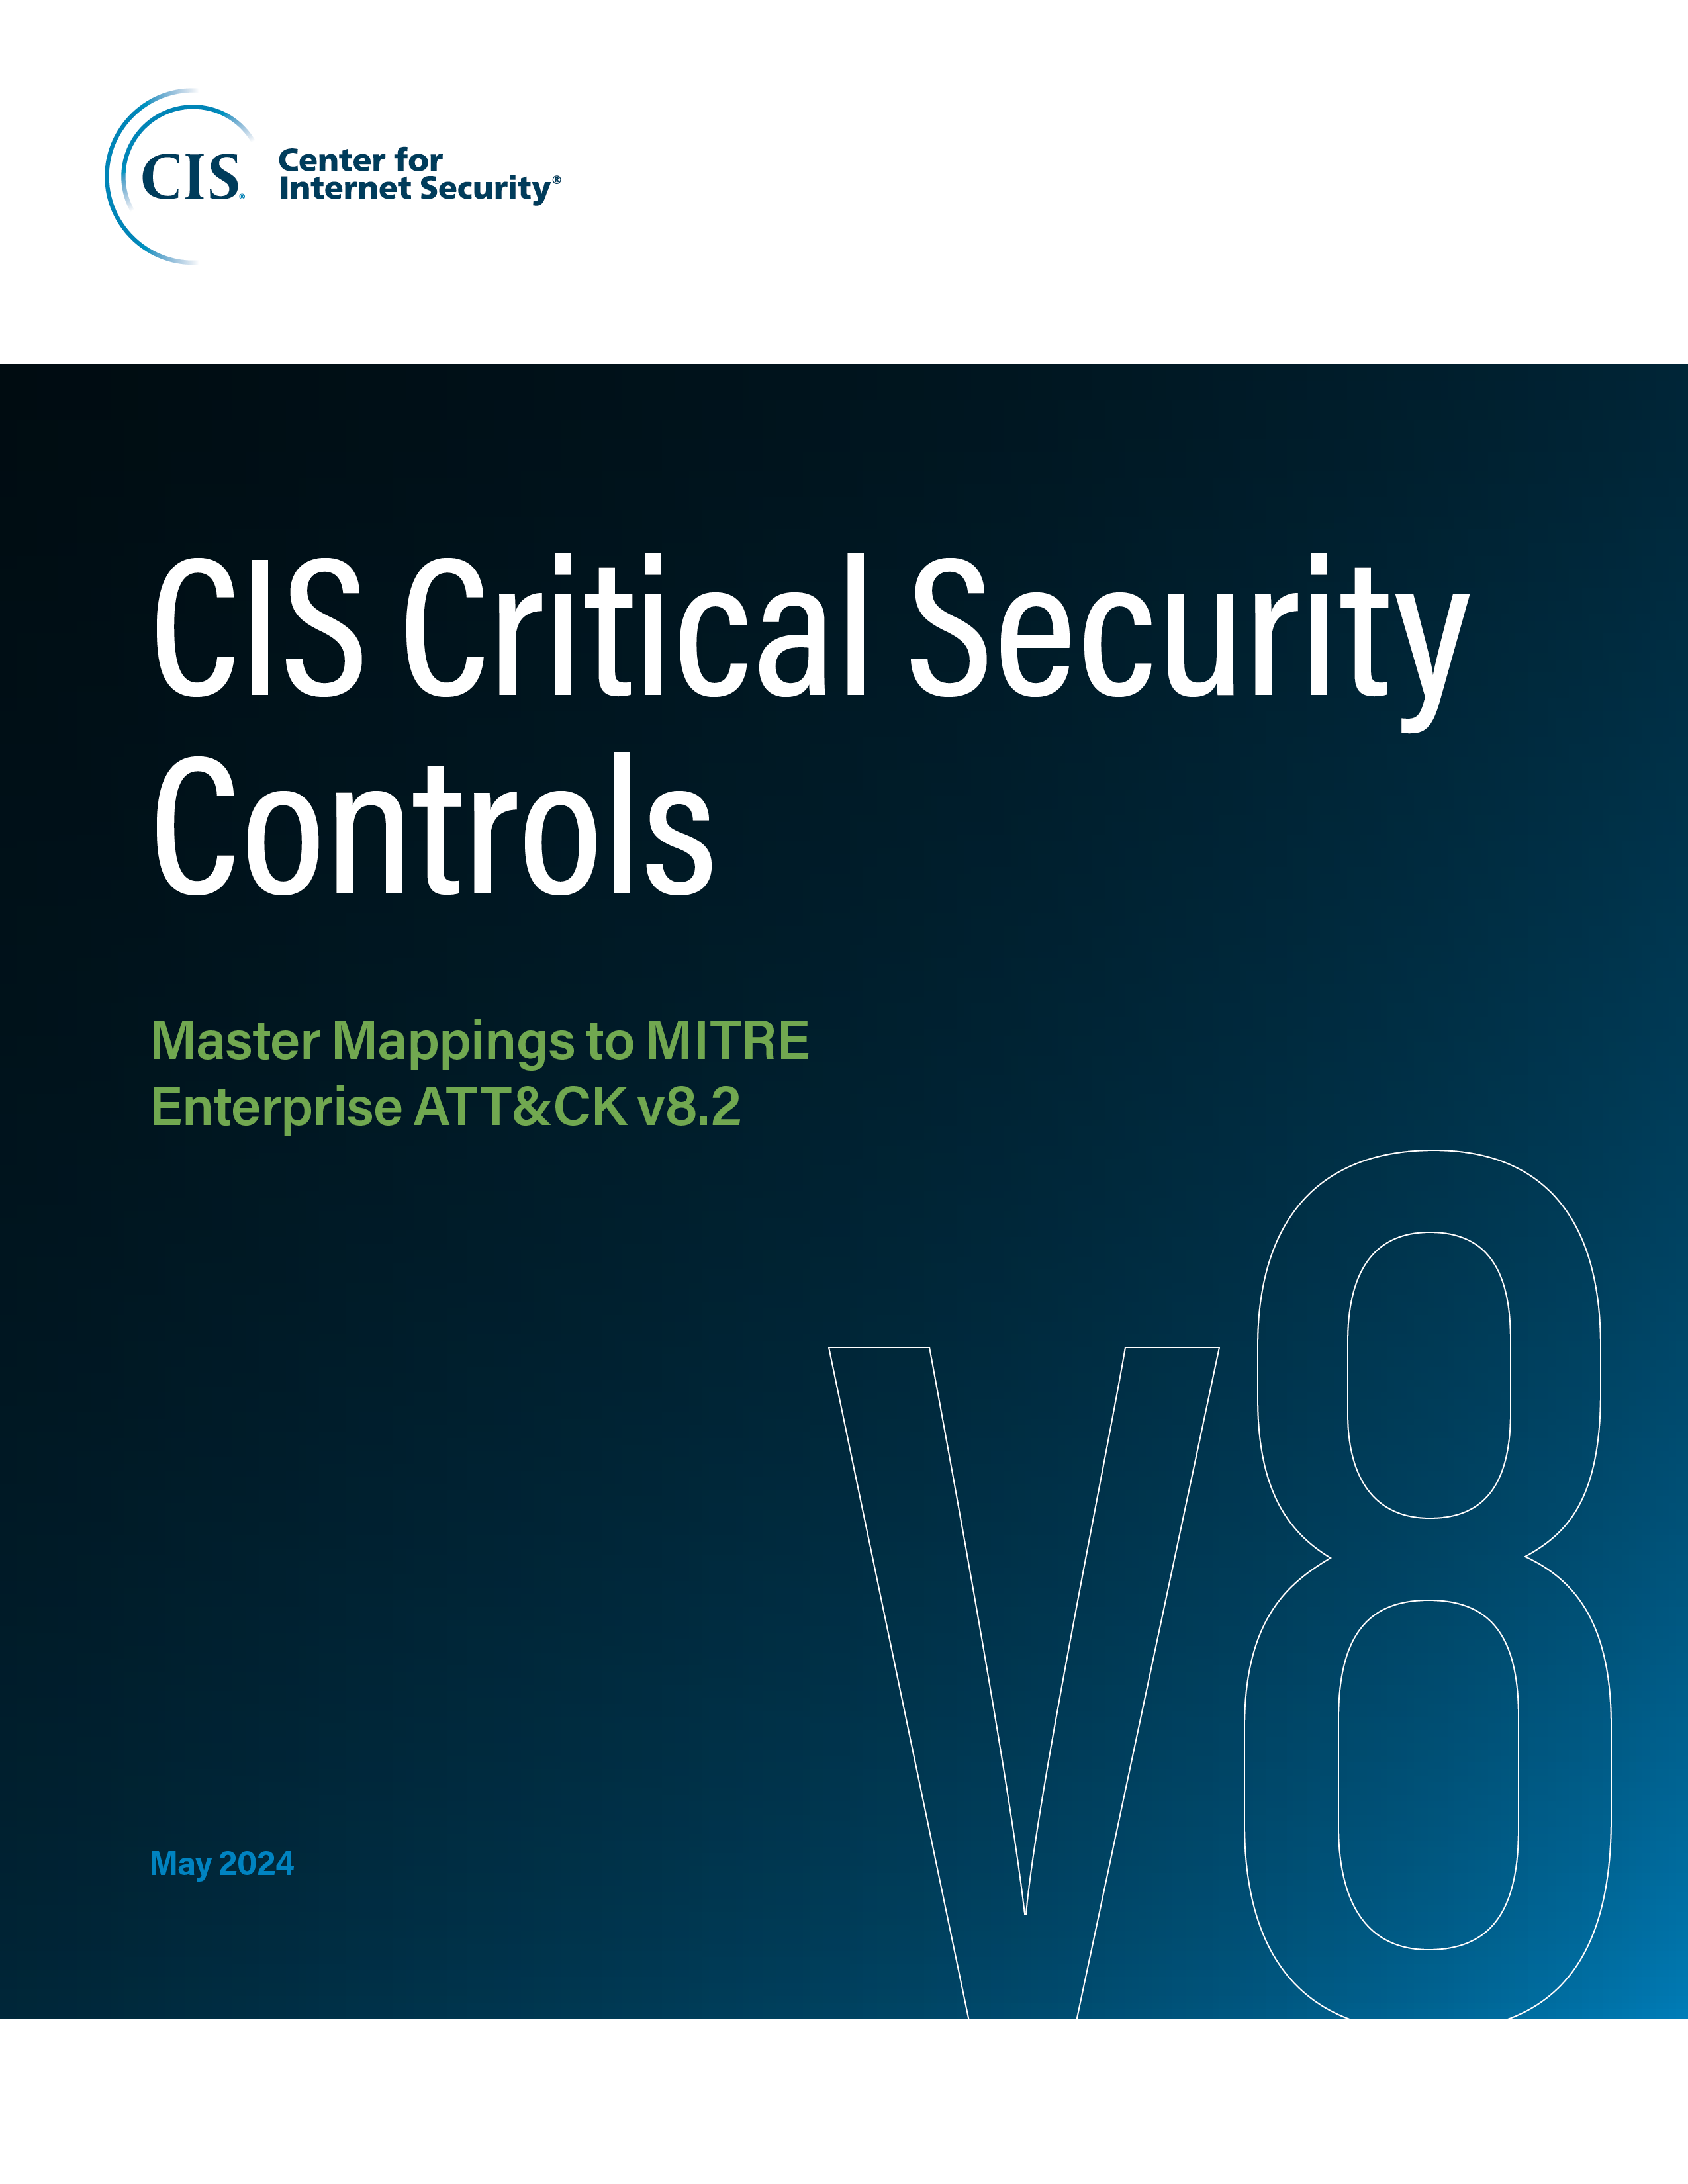 CIS®
Center for
Internet Security®
CIS Critical Security
Controls
Master Mappings to MITRE
Enterprise ATT&CK v8.2
v8
May 2024